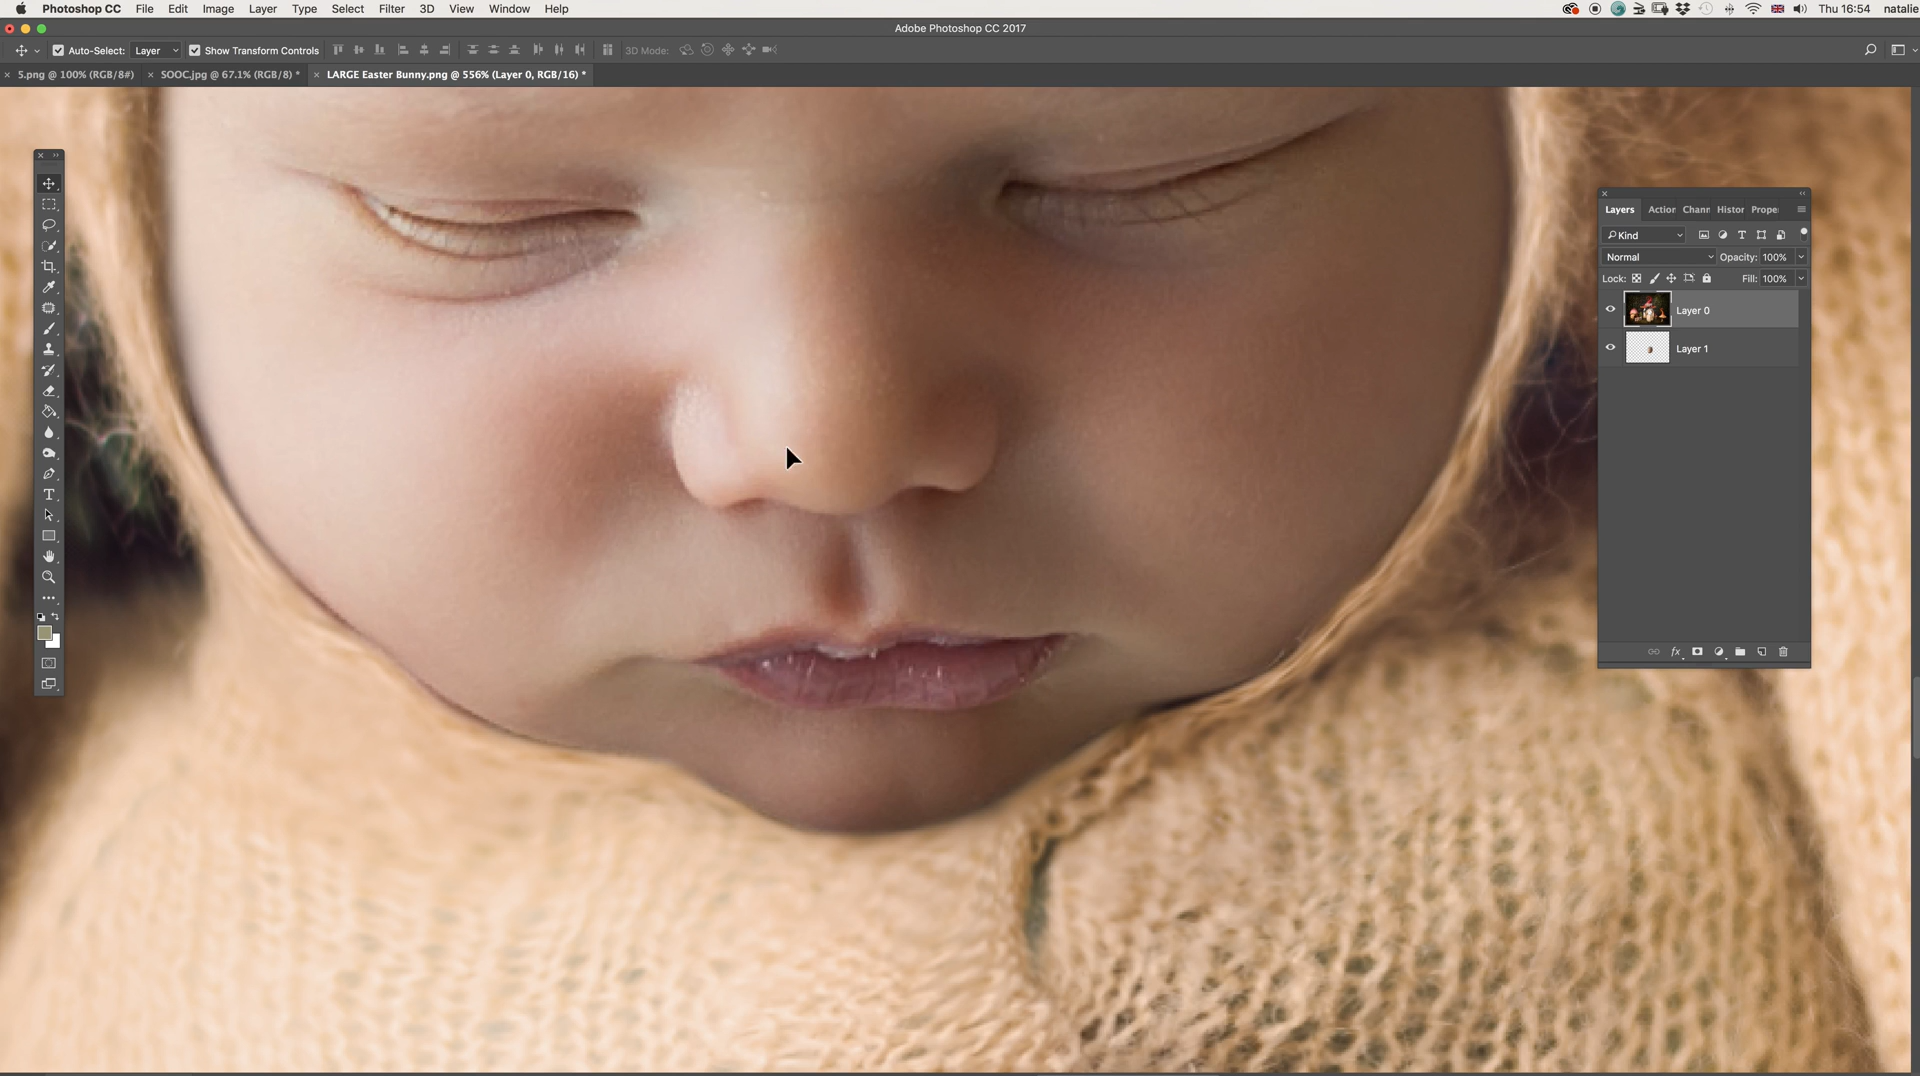 Photoshop CC File Edit Image Layer Type Select Filter 3D View Window Help Thu 16:54 natalie
Adobe Photoshop CC 2017
Auto-Select: Layer Show Transform Controls 3D Mode:
5.png @ 100% (RGB/8#) SOOC.jpg @ 67.1% (RGB/8) * LARGE Easter Bunny.png @ 556% (Layer 0, RGB/16) *
Layers Action Chann Histor Prope
Kind
Normal Opacity: 100%
Lock: Fill: 100%
Layer 0
Layer 1